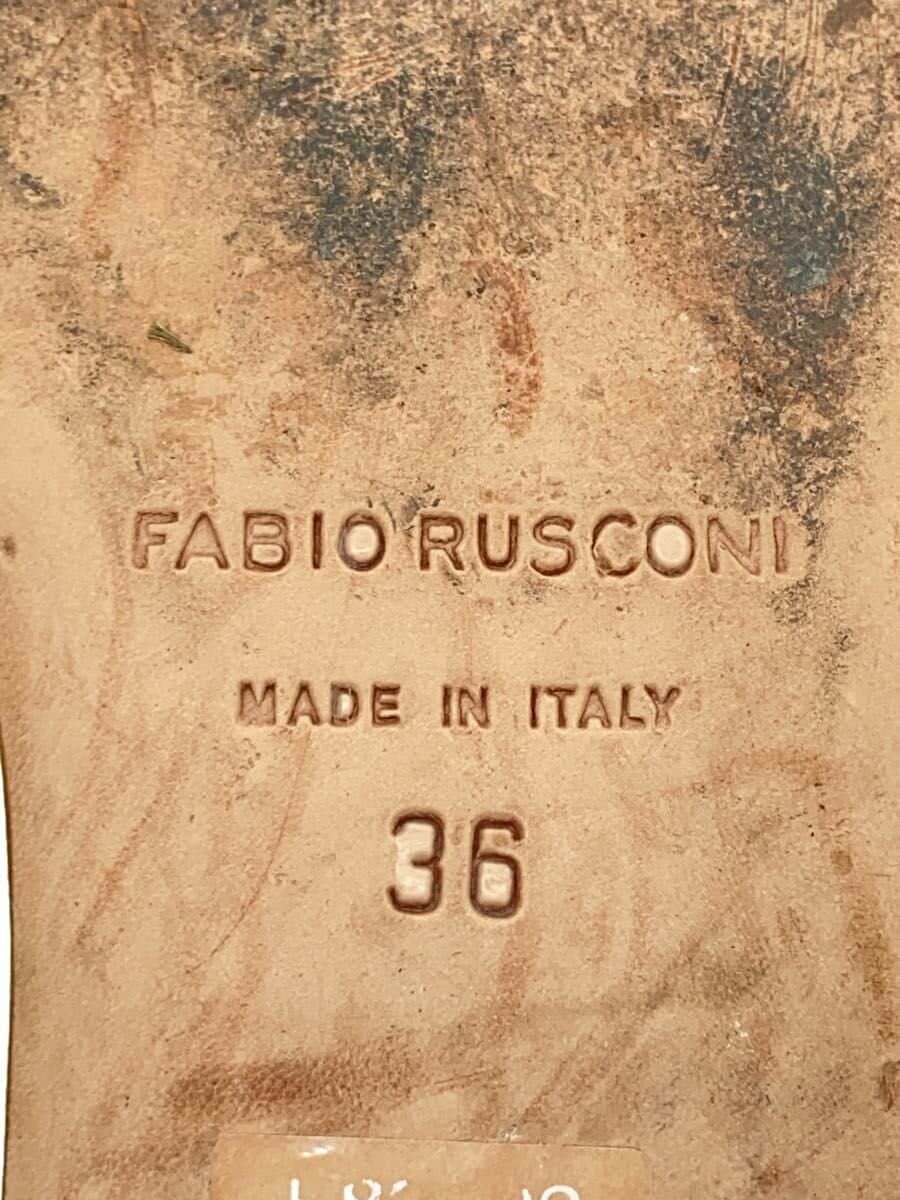 FABIO RUSCONI
MADE IN ITALY
36